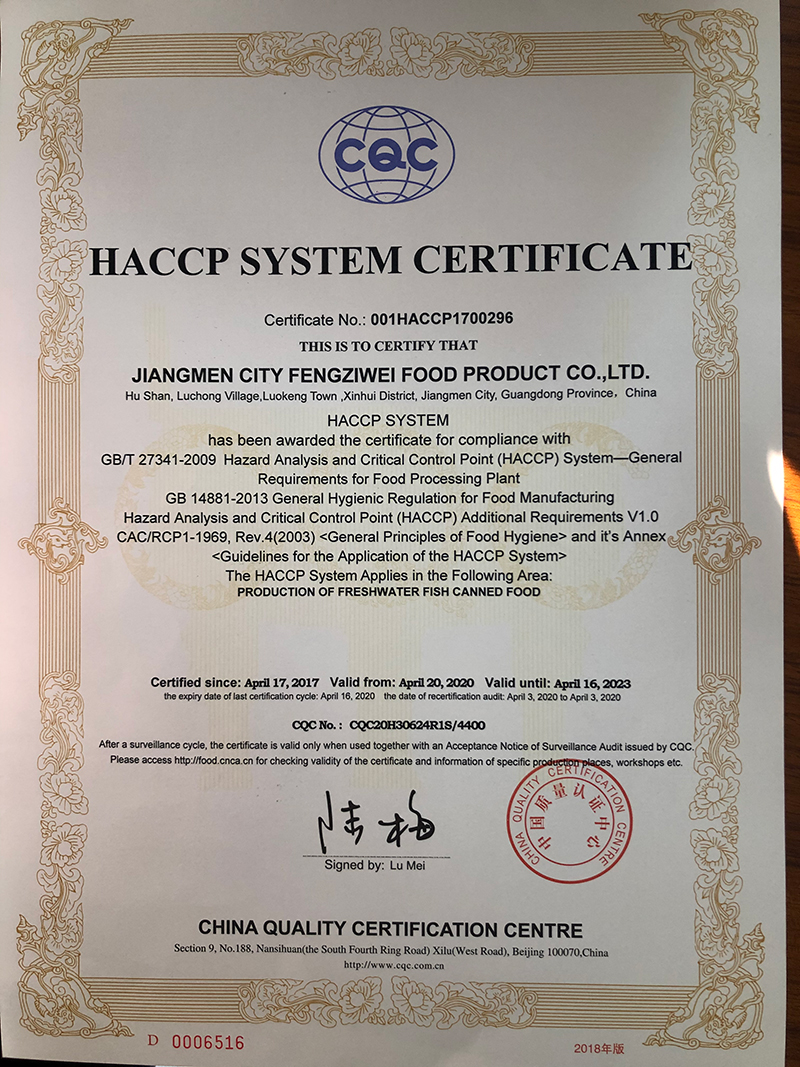 CQC
HACCP SYSTEM CERTIFICATE
Certificate No.: 001HACCP1700296
THIS IS TO CERTIFY THAT
JIANGMEN CITY FENGZIWEI FOOD PRODUCT CO.,LTD.
Hu Shan, Luchong Village,Luokeng Town ,Xinhui District, Jiangmen City, Guangdong Province, China
HACCP SYSTEM
has been awarded the certificate for compliance with
GB/T 27341-2009 Hazard Analysis and Critical Control Point (HACCP) System—General
Requirements for Food Processing Plant
GB 14881-2013 General Hygienic Regulation for Food Manufacturing
Hazard Analysis and Critical Control Point (HACCP) Additional Requirements V1.0
CAC/RCP1-1969, Rev.4(2003) <General Principles of Food Hygiene> and it's Annex
<Guidelines for the Application of the HACCP System>
The HACCP System Applies in the Following Area:
PRODUCTION OF FRESHWATER FISH CANNED FOOD
Certified since: April 17, 2017 Valid from: April 20, 2020 Valid until: April 16, 2023
the expiry date of last certification cycle: April 16, 2020 the date of recertification audit: April 3, 2020 to April 3, 2020
CQC No. : CQC20H30624R1S/4400
After a surveillance cycle, the certificate is valid only when used together with an Acceptance Notice of Surveillance Audit issued by CQC.
Please access http://food.cnca.cn for checking validity of the certificate and information of specific production places, workshops etc.
CHINA QUALITY CERTIFICATION CENTRE
中国质量认证中心
陆梅
Signed by: Lu Mei
CHINA QUALITY CERTIFICATION CENTRE
Section 9, No.188, Nansihuan(the South Fourth Ring Road) Xilu(West Road), Beijing 100070,China
http://www.cqc.com.cn
D 0006516
2018年版